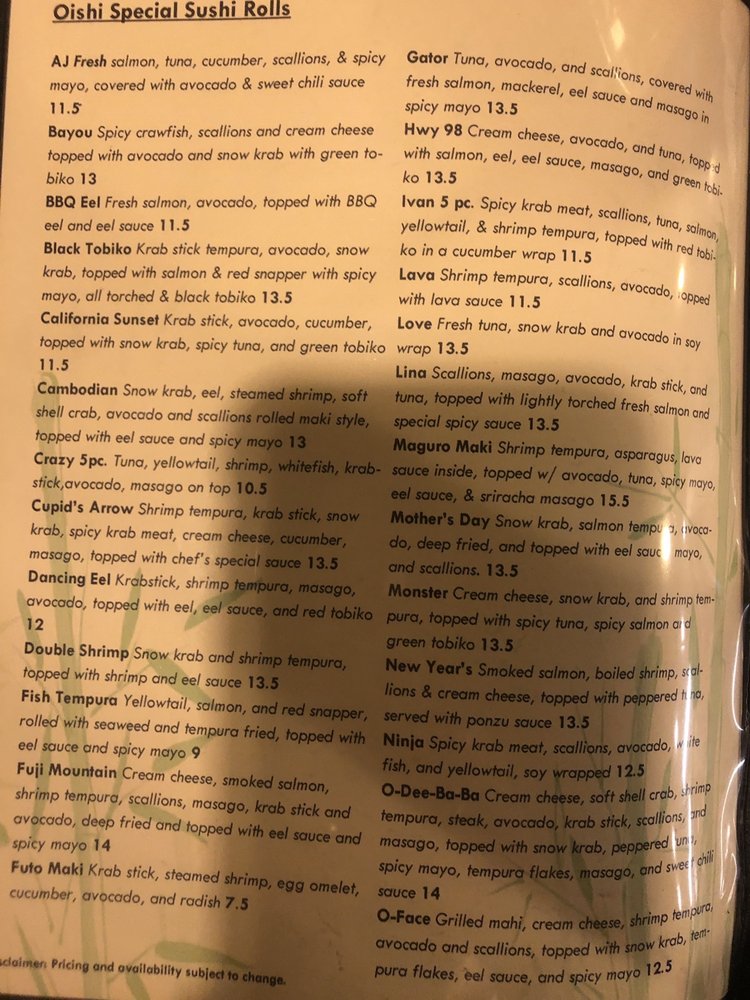 Oishi Special Sushi Rolls
AJ Fresh salmon, tuna, cucumber, scallions, & spicy
mayo, covered with avocado & sweet chili sauce
11.5
Bayou Spicy crawfish, scallions and cream cheese
topped with avocado and snow krab with green to-
biko 13
BBQ Eel Fresh salmon, avocado, topped with BBQ
eel and eel sauce 11.5
Black Tobiko Krab stick tempura, avocado, snow
krab, topped with salmon & red snapper with spicy
mayo, all torched & black tobiko 13.5
California Sunset Krab stick, avocado, cucumber,
topped with snow krab, spicy tuna, and green tobiko
11.5
Cambodian Snow krab, eel, steamed shrimp, soft
shell crab, avocado and scallions rolled maki style,
topped with eel sauce and spicy mayo 13
Crazy 5pc. Tuna, yellowtail, shrimp, whitefish, krab-
stick,avocado, masago on top 10.5
Cupid's Arrow Shrimp tempura, krab stick, snow
krab, spicy krab meat, cream cheese, cucumber,
masago, topped with chef's special sauce 13.5
Dancing Eel Krabstick, shrimp tempura, masago,
avocado, topped with eel, eel sauce, and red tobiko
12
Double Shrimp Snow krab and shrimp tempura,
topped with shrimp and eel sauce 13.5
Fish Tempura Yellowtail, salmon, and red snapper,
rolled with seaweed and tempura fried, topped with
eel sauce and spicy mayo 9
Fuji Mountain Cream cheese, smoked salmon,
shrimp tempura, scallions, masago, krab stick and
avocado, deep fried and topped with eel sauce and
spicy mayo 14
Futo Maki Krab stick, steamed shrimp, egg omelet,
cucumber, avocado, and radish 7.5
sclaimer: Pricing and availability subject to change.
Gator Tuna, avocado, and scallions, covered with
fresh salmon, mackerel, eel sauce and masago in
spicy mayo 13.5
Hwy 98 Cream cheese, avocado, and tuna, topped
with salmon, eel, eel sauce, masago, and green tobi-
ko 13.5
Ivan 5 pc. Spicy krab meat, scallions, tuna, salmon,
yellowtail, & shrimp tempura, topped with red tobi-
ko in a cucumber wrap 11.5
Lava Shrimp tempura, scallions, avocado, topped
with lava sauce 11.5
Love Fresh tuna, snow krab and avocado in soy
wrap 13.5
Lina Scallions, masago, avocado, krab stick, and
tuna, topped with lightly torched fresh salmon and
special spicy sauce 13.5
Maguro Maki Shrimp tempura, asparagus, lava
sauce inside, topped w/ avocado, tuna, spicy mayo,
eel sauce, & sriracha masago 15.5
Mother's Day Snow krab, salmon tempura, avoca-
do, deep fried, and topped with eel sauce mayo,
and scallions. 13.5
Monster Cream cheese, snow krab, and shrimp tem-
pura, topped with spicy tuna, spicy salmon and
green tobiko 13.5
New Year's Smoked salmon, boiled shrimp, scal-
lions & cream cheese, topped with peppered tuna,
served with ponzu sauce 13.5
Ninja Spicy krab meat, scallions, avocado, white
fish, and yellowtail, soy wrapped 12.5
O-Dee-Ba-Ba Cream cheese, soft shell crab, shrimp
tempura, steak, avocado, krab stick, scallions, and
masago, topped with snow krab, peppered tuna,
spicy mayo, tempura flakes, masago, and sweet chili
sauce 14
O-Face Grilled mahi, cream cheese, shrimp tempura,
avocado and scallions, topped with snow krab, tem-
pura flakes, eel sauce, and spicy mayo 12.5